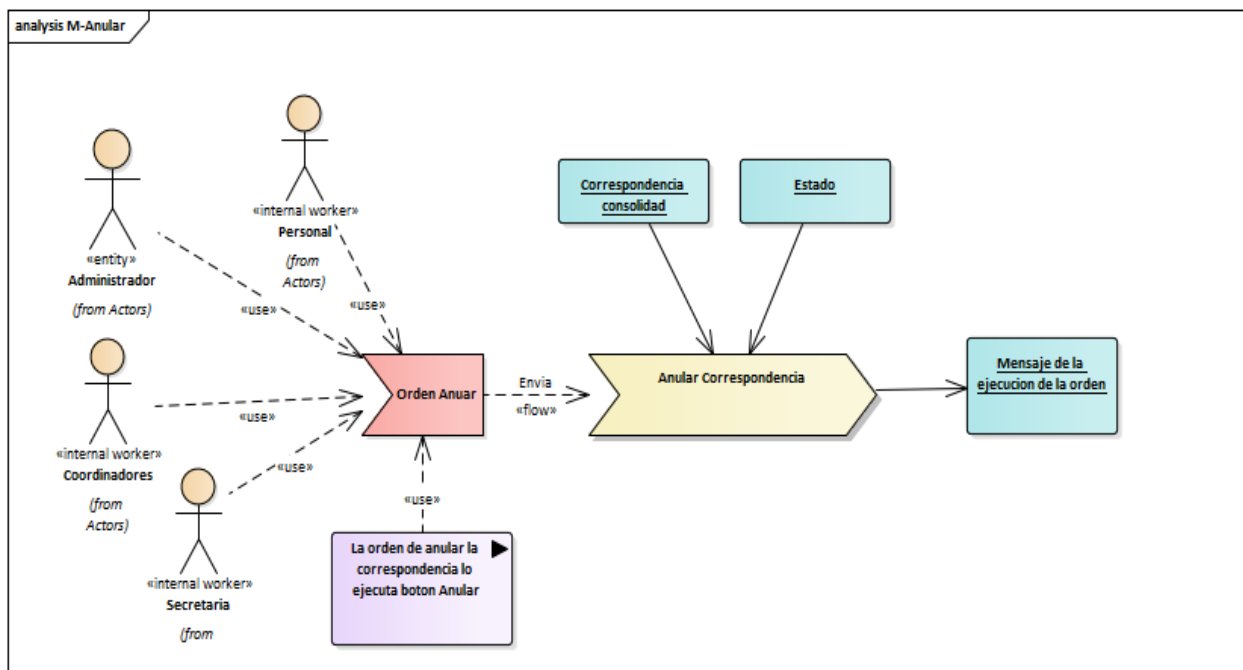 analysis M-Anular
«internal worker»
Personal
(from
Actors)
«entity»
Administrador
(from Actors)
«use»
«use»
Correspondencia
consolidad
Estado
Orden Anuar
Envia
«flow»
Anular Correspondencia
Mensaje de la
ejecucion de la orden
«internal worker»
Coordinadores
(from
Actors)
«use»
«use»
«internal worker»
Secretaria
(from
«use»
La orden de anular la
correspondencia lo
ejecuta boton Anular